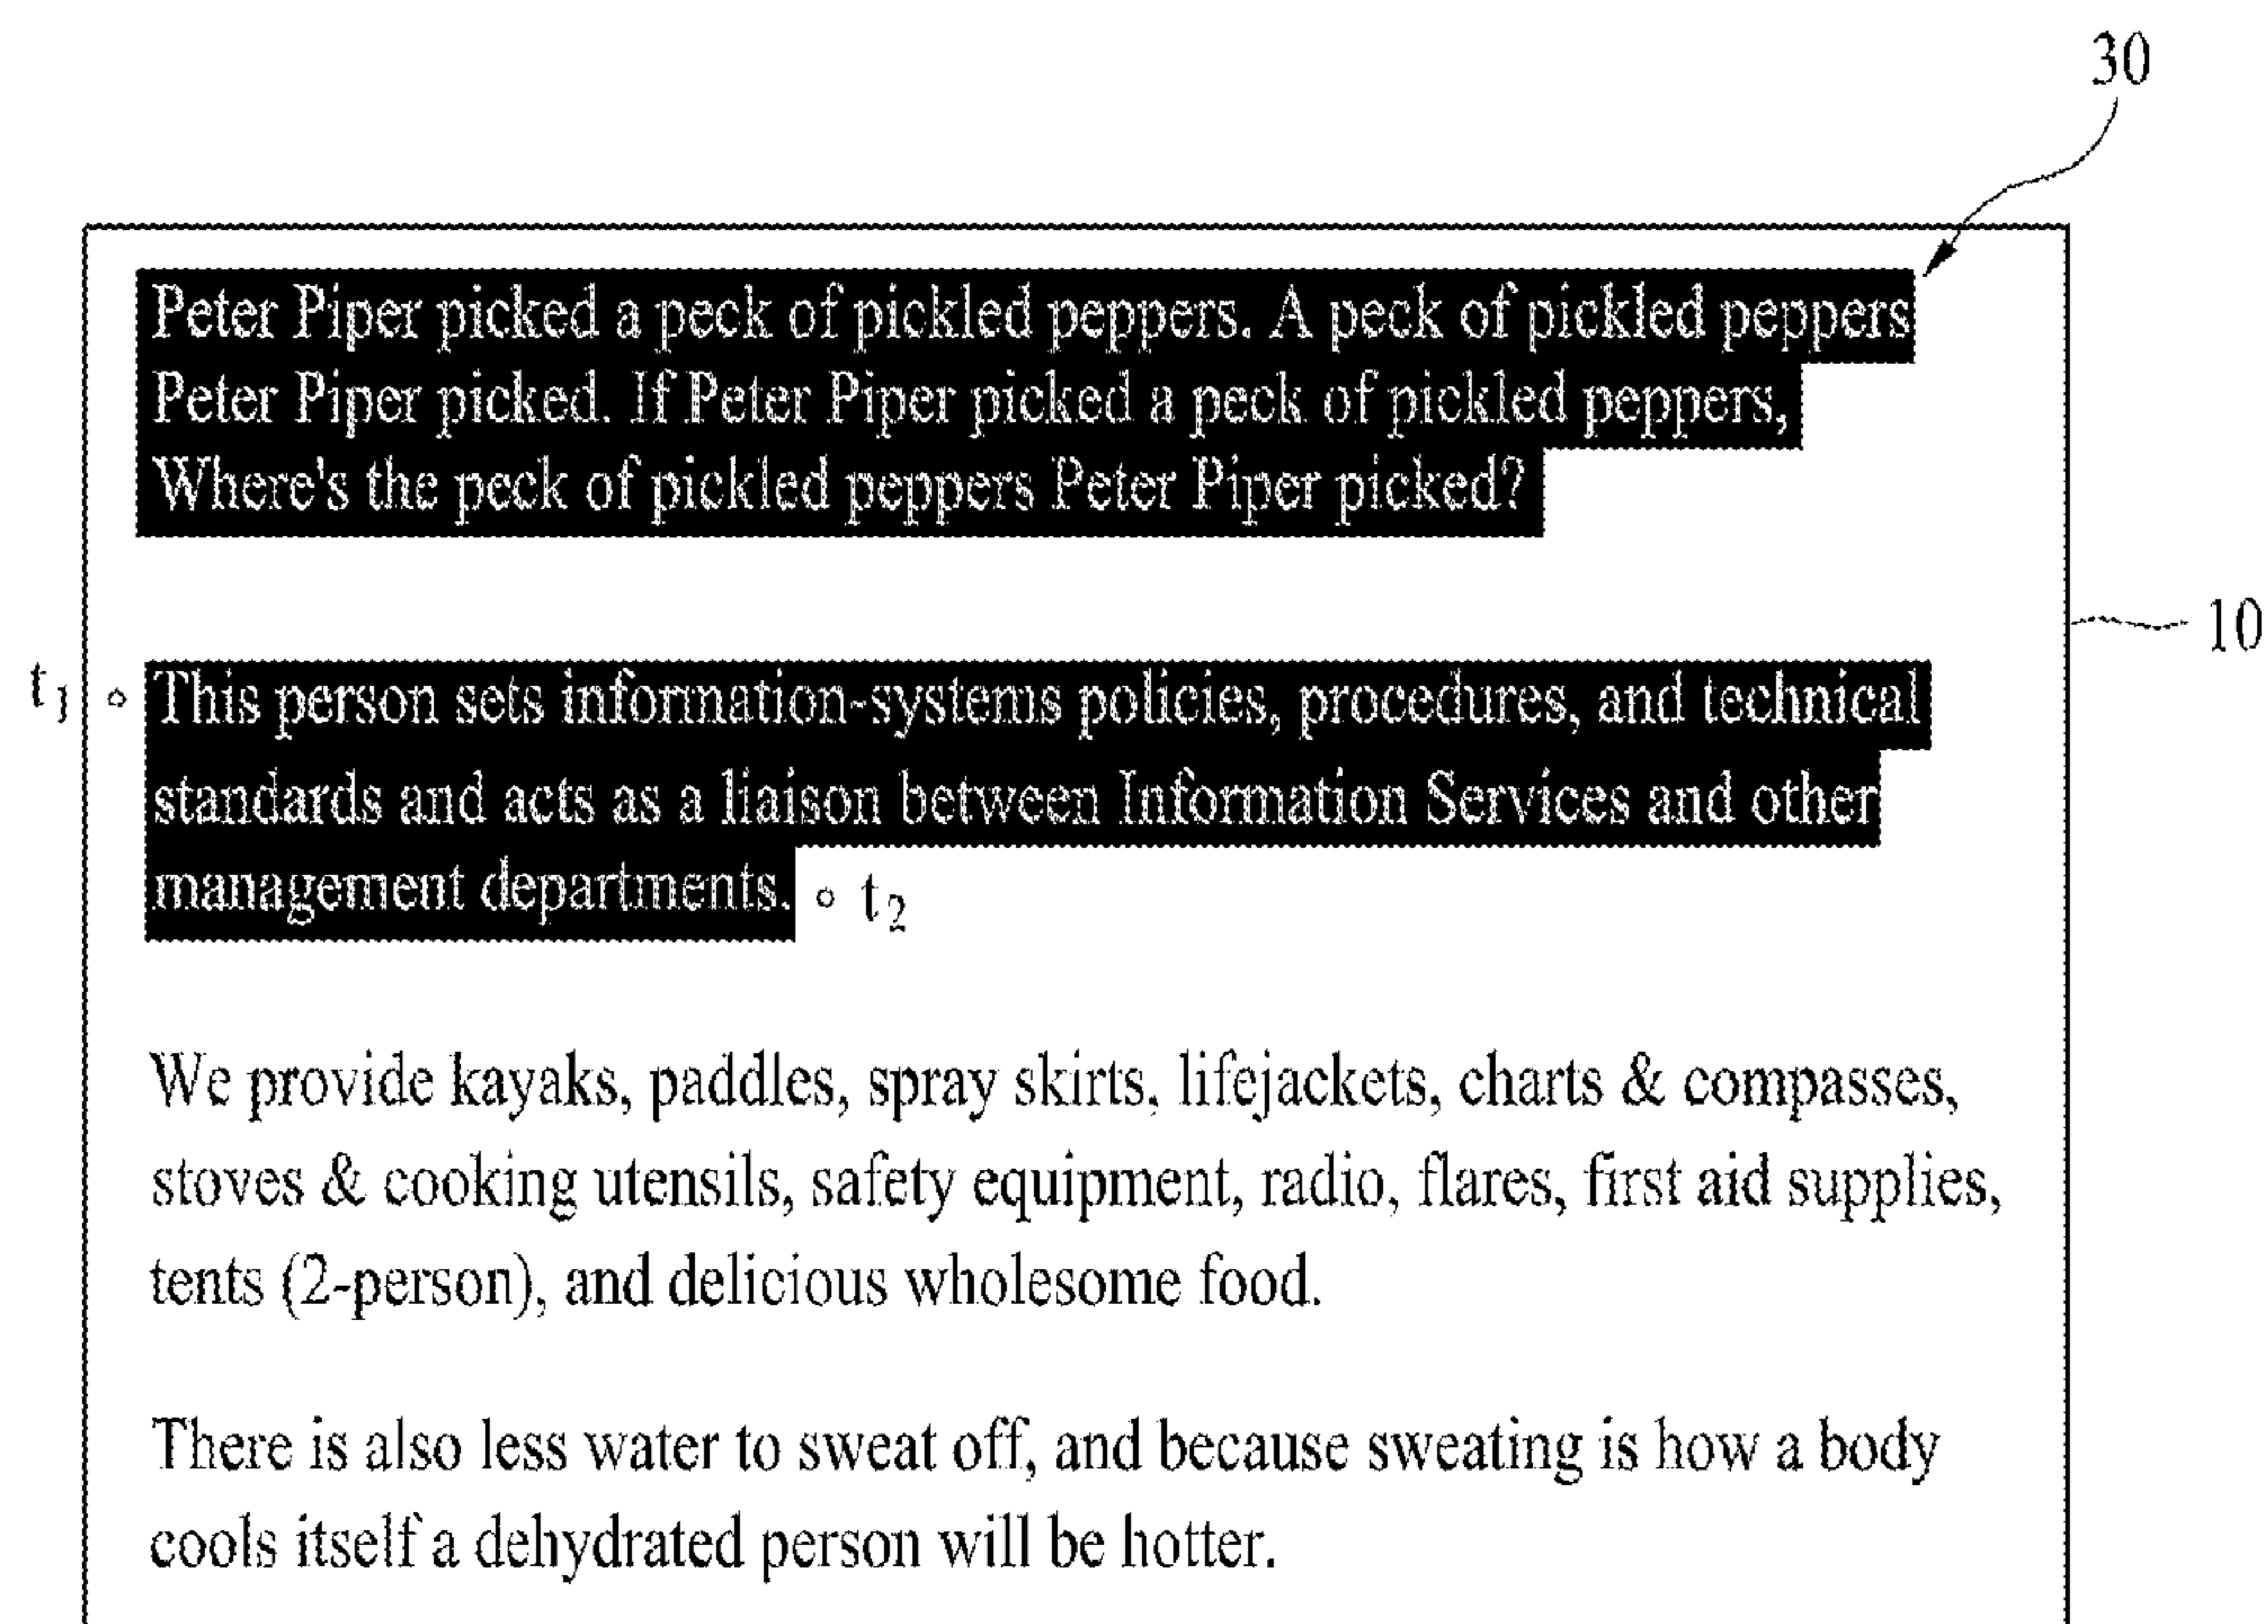 30
Peter Piper picked a peck of pickled peppers. A peck of pickled peppers
Peter Piper picked. If Peter Piper picked a peck of pickled peppers,
Where's the peck of pickled peppers Peter Piper picked?
10
t1 This person sets information-systems policies, procedures, and technical
standards and acts as a liaison between Information Services and other
management departments. t2
We provide kayaks, paddles, spray skirts, lifejackets, charts & compasses,
stoves & cooking utensils, safety equipment, radio, flares, first aid supplies,
tents (2-person), and delicious wholesome food.
There is also less water to sweat off, and because sweating is how a body
cools itself a dehydrated person will be hotter.